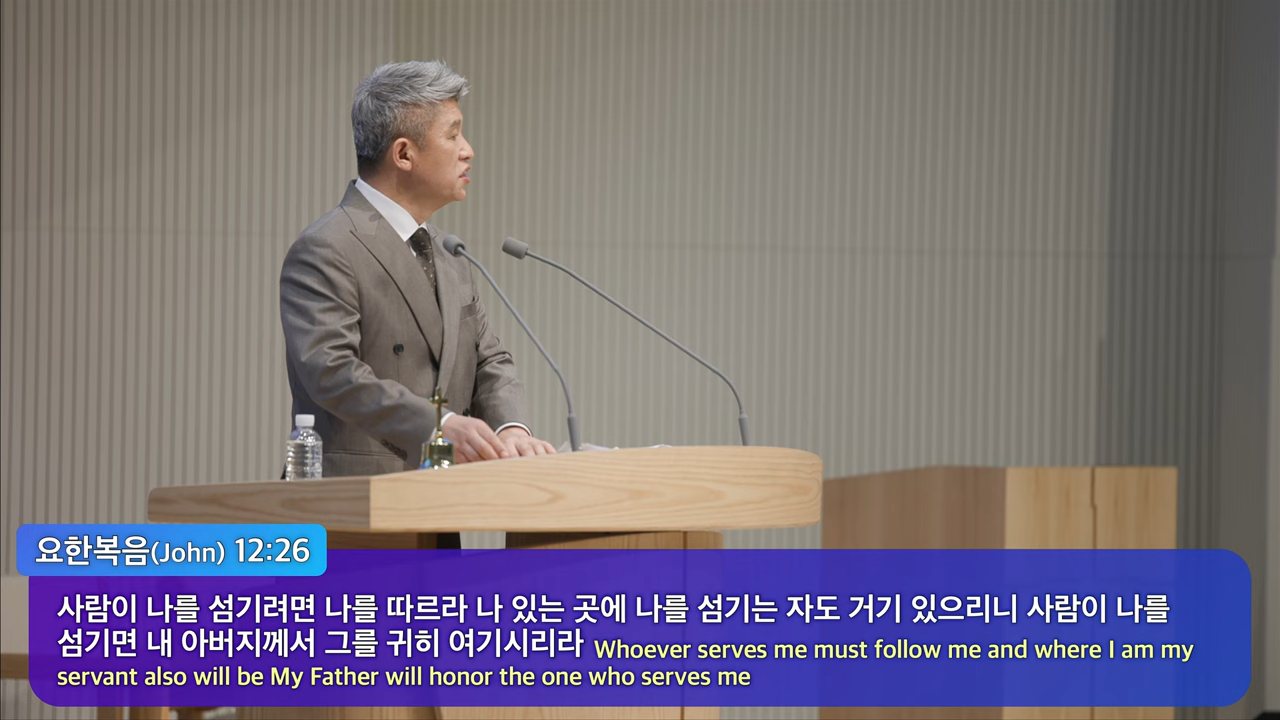 요한복음(John) 12:26
사람이 나를 섬기려면 나를 따르라 나 있는 곳에 나를 섬기는 자도 거기 있으리니 사람이 나를
섬기면 내 아버지께서 그를 귀히 여기시리라 Whoever serves me must follow me and where I am my
servant also will be My Father will honor the one who serves me